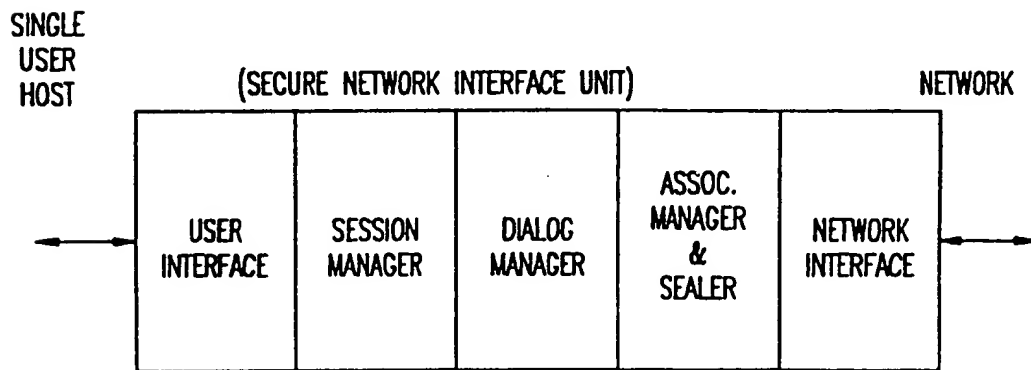 SINGLE
USER
HOST
(SECURE NETWORK INTERFACE UNIT)
NETWORK
USER
INTERFACE
SESSION
MANAGER
DIALOG
MANAGER
ASSOC.
MANAGER
&
SEALER
NETWORK
INTERFACE